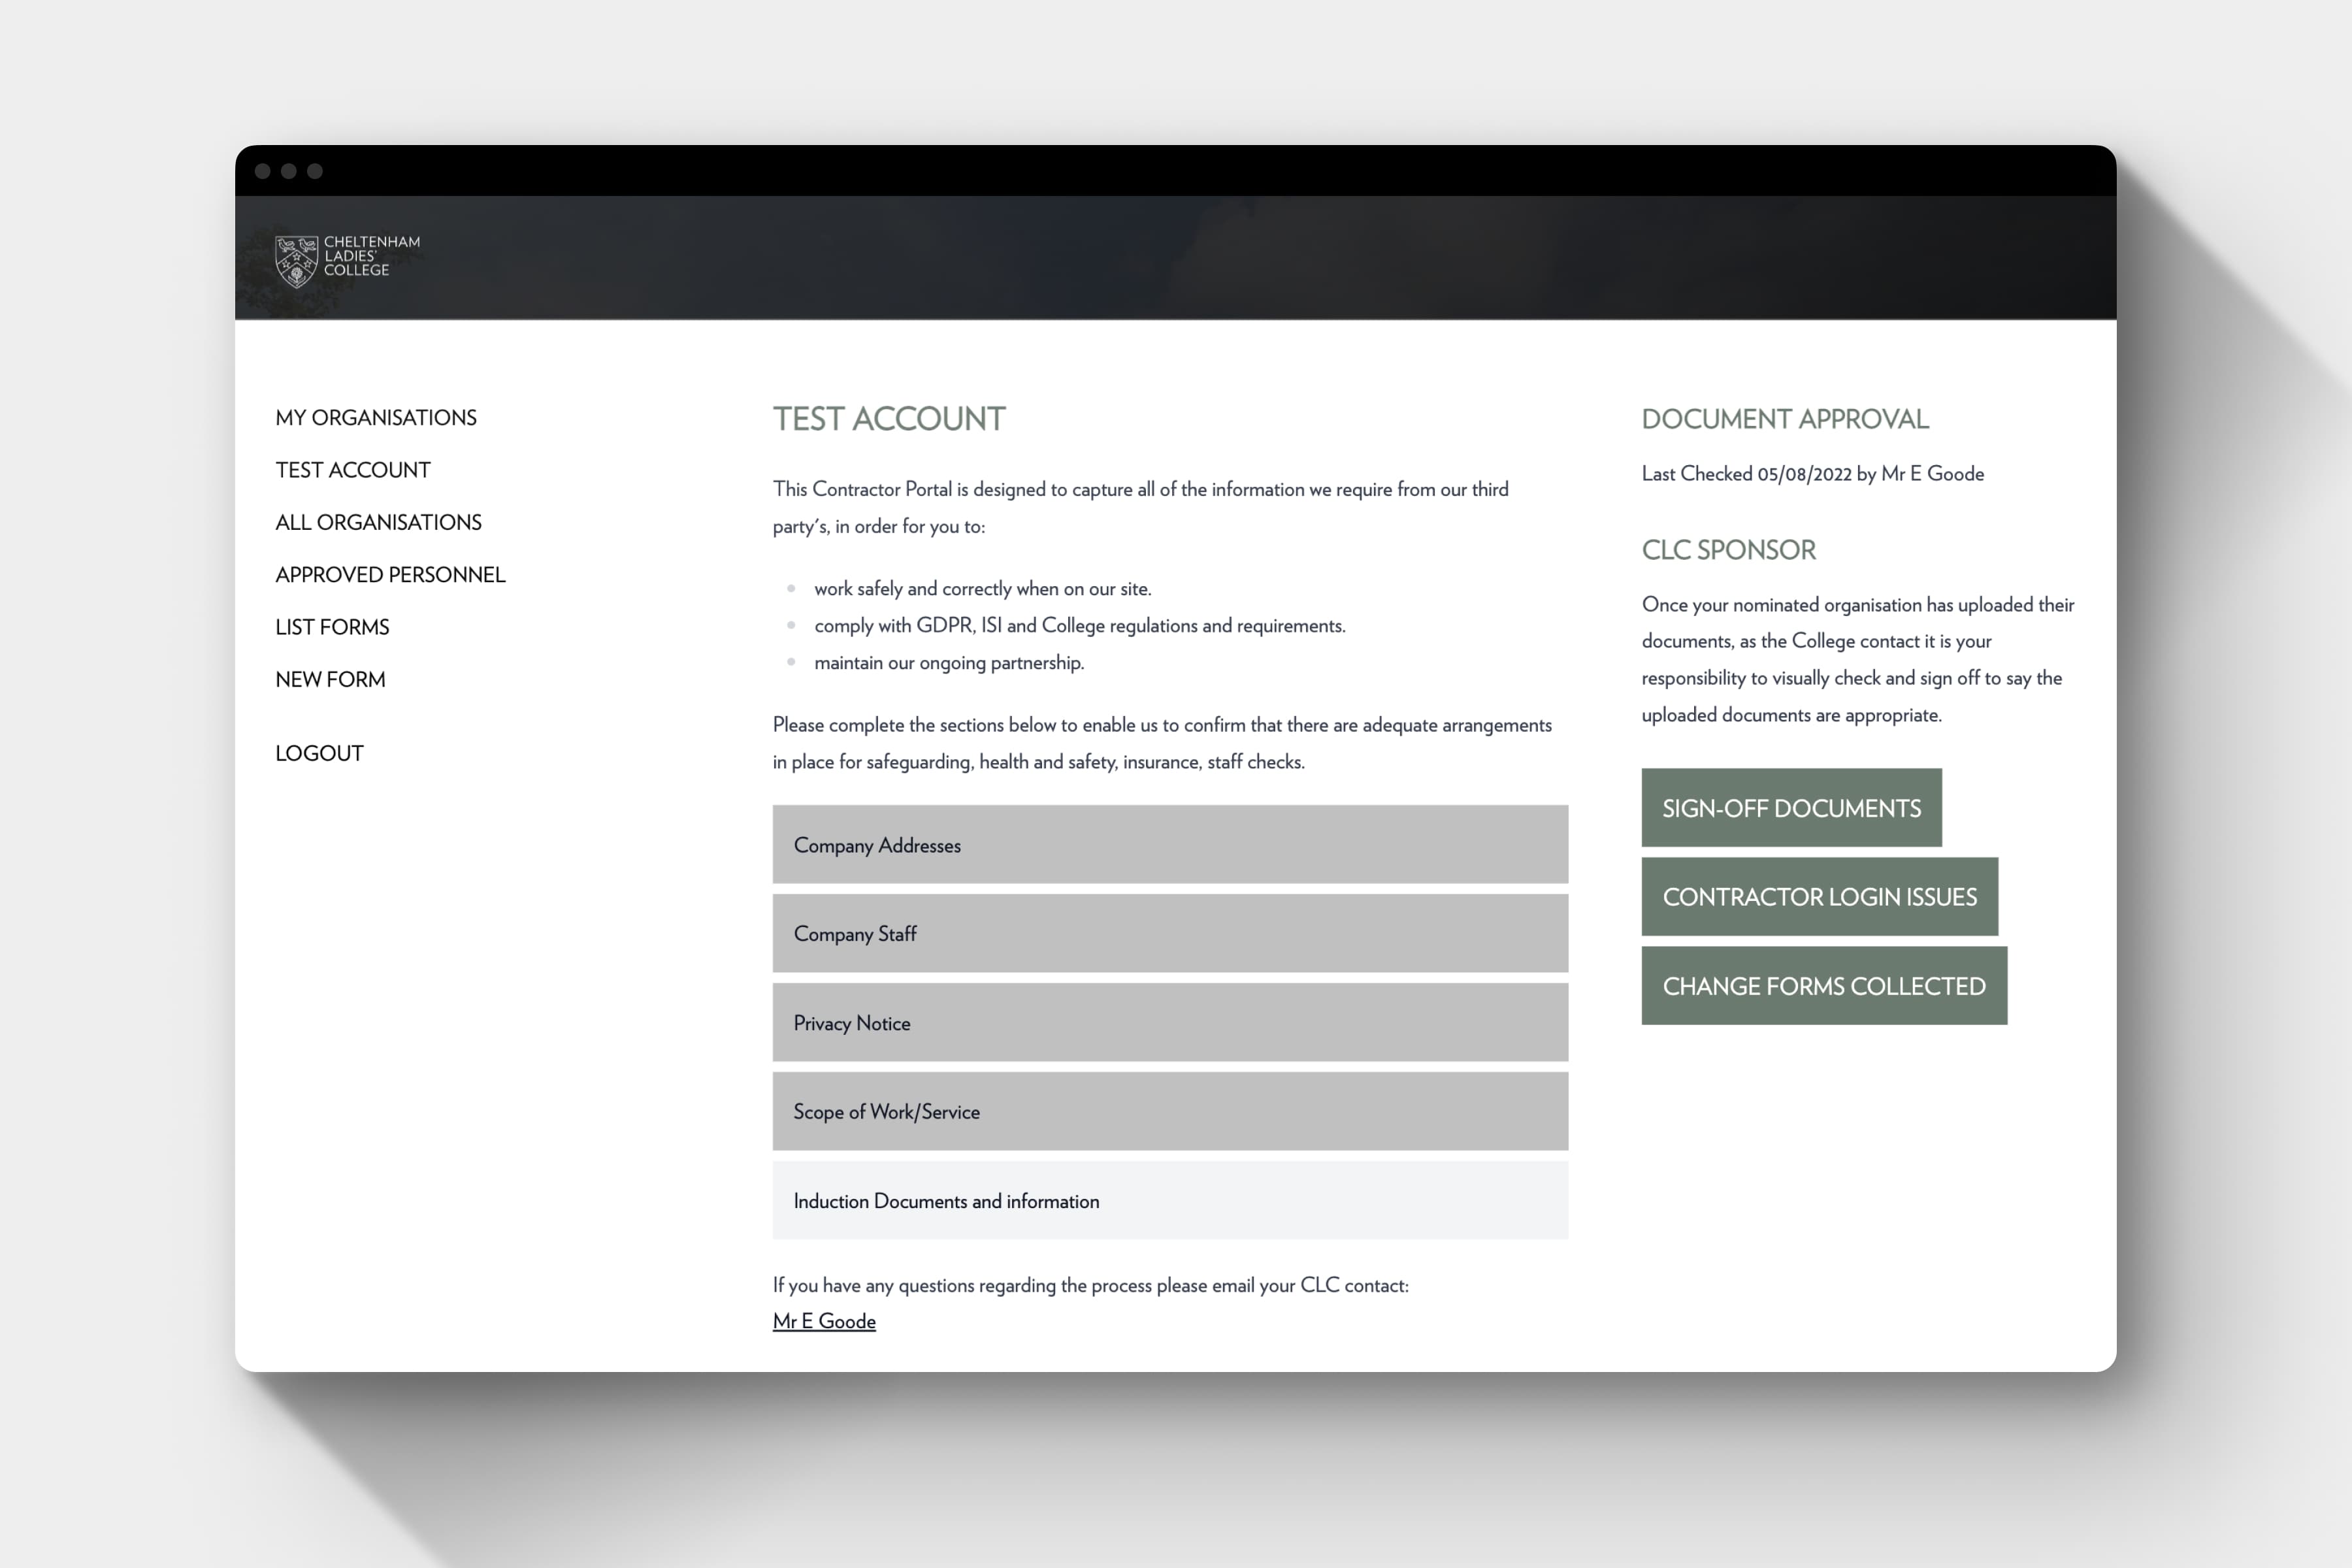 CHELTENHAM
LADIES'
COLLEGE
MY ORGANISATIONS
TEST ACCOUNT
ALL ORGANISATIONS
APPROVED PERSONNEL
LIST FORMS
NEW FORM
LOGOUT
TEST ACCOUNT
This Contractor Portal is designed to capture all of the information we require from our third
party's, in order for you to:
work safely and correctly when on our site.
comply with GDPR, ISI and College regulations and requirements.
maintain our ongoing partnership.
Please complete the sections below to enable us to confirm that there are adequate arrangements
in place for safeguarding, health and safety, insurance, staff checks.
Company Addresses
Company Staff
Privacy Notice
Scope of Work/Service
Induction Documents and information
If you have any questions regarding the process please email your CLC contact:
Mr E Goode
DOCUMENT APPROVAL
Last Checked 05/08/2022 by Mr E Goode
CLC SPONSOR
Once your nominated organisation has uploaded their
documents, as the College contact it is your
responsibility to visually check and sign off to say the
uploaded documents are appropriate.
SIGN-OFF DOCUMENTS
CONTRACTOR LOGIN ISSUES
CHANGE FORMS COLLECTED